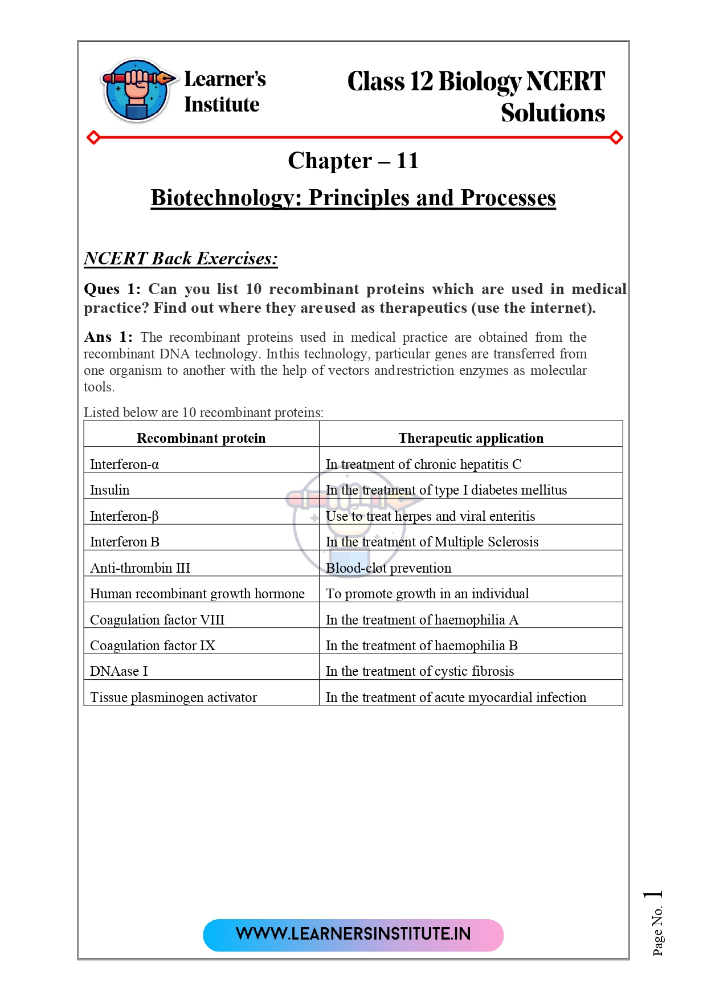 Learner's
Institute
Class 12 Biology NCERT
Solutions
Chapter – 11
Biotechnology: Principles and Processes
NCERT Back Exercises:
Ques 1: Can you list 10 recombinant proteins which are used in medical
practice? Find out where they areused as therapeutics (use the internet).
Ans 1: The recombinant proteins used in medical practice are obtained from the
recombinant DNA technology. Inthis technology, particular genes are transferred from
one organism to another with the help of vectors andrestriction enzymes as molecular
tools.
Listed below are 10 recombinant proteins:
Recombinant protein Therapeutic application
Interferon-α In treatment of chronic hepatitis C
Insulin In the treatment of type I diabetes mellitus
Interferon-β Use to treat herpes and viral enteritis
Interferon B In the treatment of Multiple Sclerosis
Anti-thrombin III Blood-clot prevention
Human recombinant growth hormone To promote growth in an individual
Coagulation factor VIII In the treatment of haemophilia A
Coagulation factor IX In the treatment of haemophilia B
DNAase I In the treatment of cystic fibrosis
Tissue plasminogen activator In the treatment of acute myocardial infection
WWW.LEARNERSINSTITUTE.IN
Page No. 1